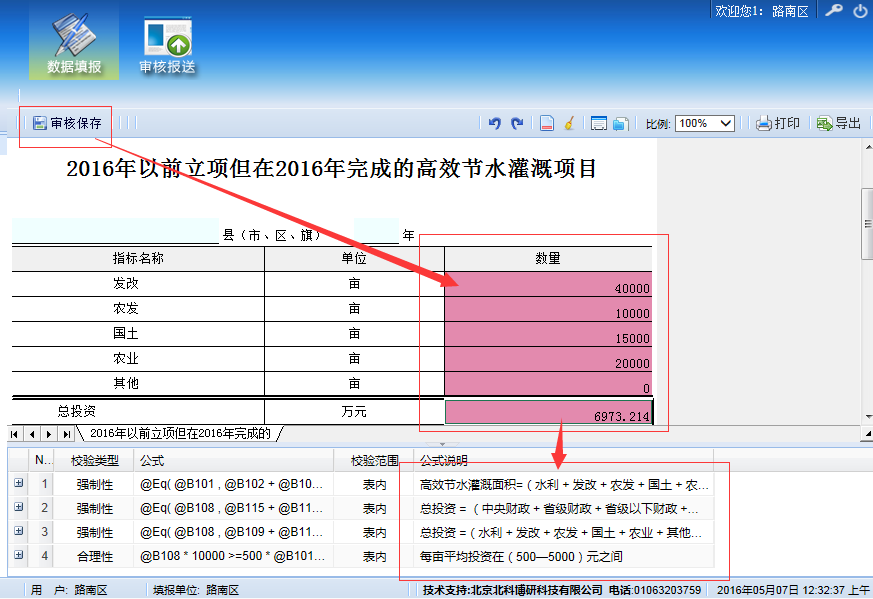 欢迎您1： 路南区
数据填报
审核报送
审核保存
比例: 100%
打印
导出
2016年以前立项但在2016年完成的高效节水灌溉项目
县（市、区、旗） 年
指标名称 单位 数量
发改 亩 40000
农发 亩 10000
国土 亩 15000
农业 亩 20000
其他 亩 0
总投资 万元 6973.214
2016年以前立项但在2016年完成的
N... 校验类型 公式 校验范围 公式说明
1 强制性 @Eq( @B101 , @B102 + @B10... 表内 高效节水灌溉面积=（水利 + 发改 + 农发 + 国土 + 农...
2 强制性 @Eq( @B108 , @B115 + @B11... 表内 总投资 = （中央财政 + 省级财政 + 省级以下财政 +...
3 强制性 @Eq( @B108 , @B109 + @B11... 表内 总投资 =（水利 + 发改 + 农发 + 国土 + 农业 + 其他...
4 合理性 @B108 * 10000 >=500 * @B101... 表内 每亩平均投资在（500—5000）元之间
用 户: 路南区 填报单位: 路南区 技术支持:北京北科博研科技有限公司 电话:01063203759 2016年05月07日 12:32:37 上午